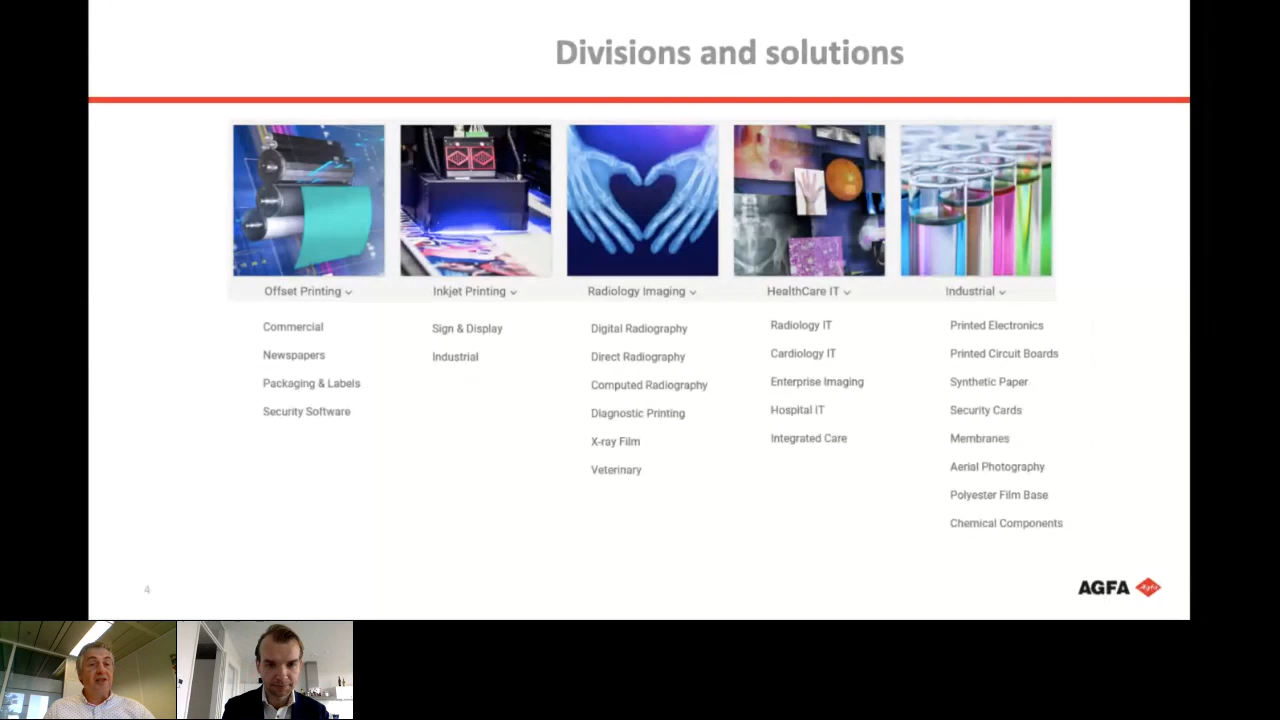 Divisions and solutions
Offset Printing
Commercial
Newspapers
Packaging & Labels
Security Software
Inkjet Printing
Sign & Display
Industrial
Radiology Imaging
Digital Radiography
Direct Radiography
Computed Radiography
Diagnostic Printing
X-ray Film
Veterinary
HealthCare IT
Radiology IT
Cardiology IT
Enterprise Imaging
Hospital IT
Integrated Care
Industrial
Printed Electronics
Printed Circuit Boards
Synthetic Paper
Security Cards
Membranes
Aerial Photography
Polyester Film Base
Chemical Components
4
AGFA Agfa